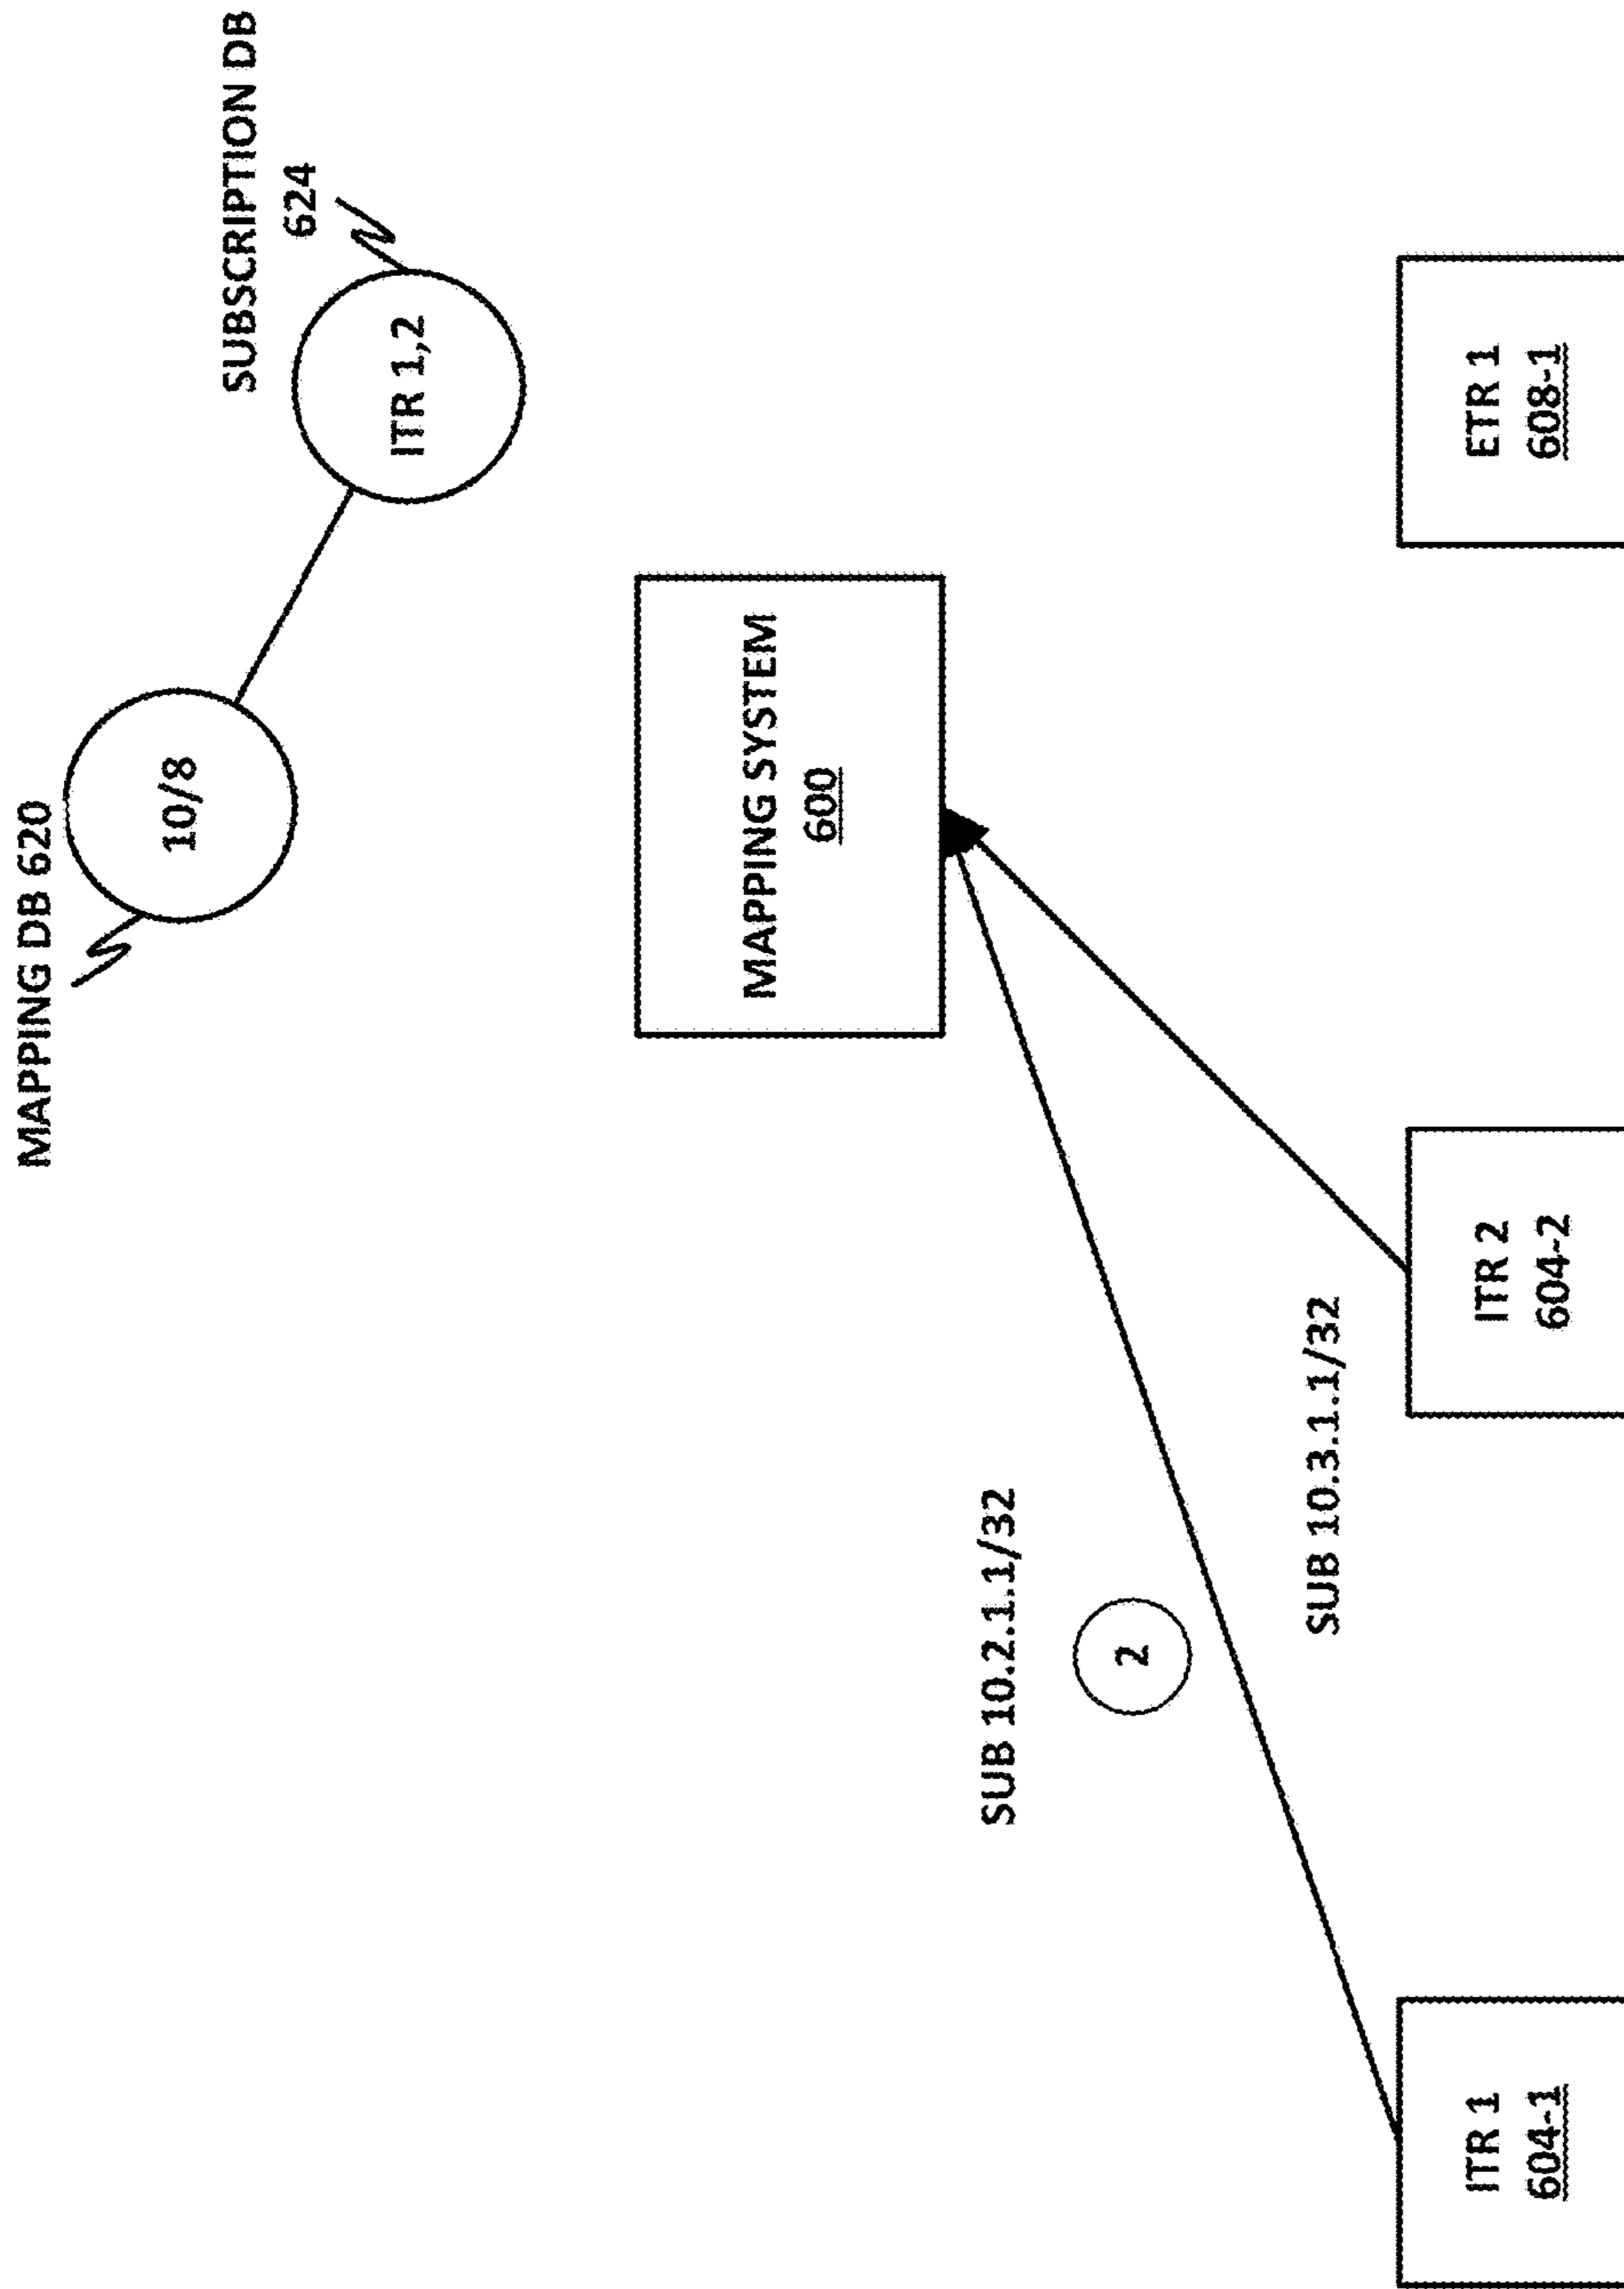 MAPPING DB 620
10/8
SUBSCRIPTION DB
624
ITR 1,2
MAPPING SYSTEM
600
SUB 10.2.1.1/32
2
SUB 10.3.1.1/32
ITR 1
604-1
ITR 2
604-2
ETR 1
608-1